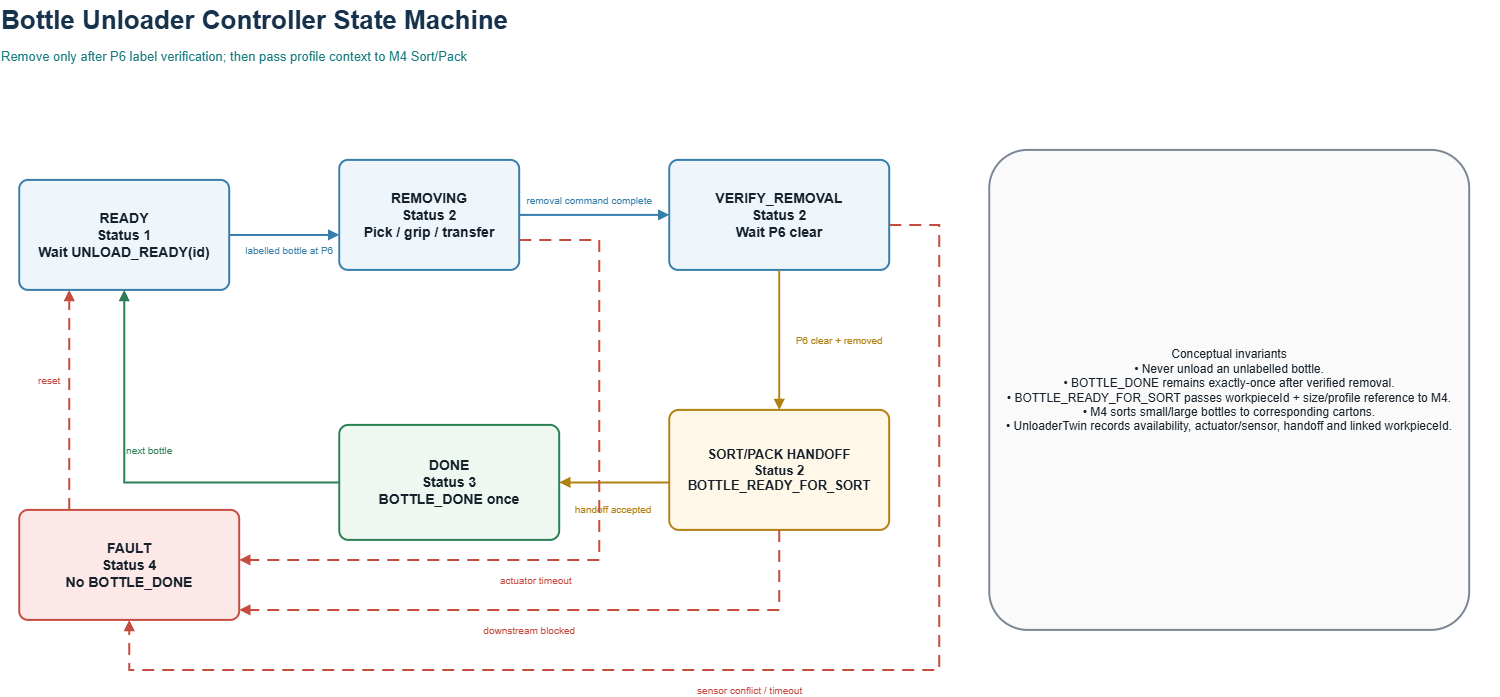 Bottle Unloader Controller State Machine
Remove only after P6 label verification; then pass profile context to M4 Sort/Pack
READY
Status 1
Wait UNLOAD_READY(id)
labelled bottle at P6
REMOVING
Status 2
Pick / grip / transfer
removal command complete
VERIFY_REMOVAL
Status 2
Wait P6 clear
P6 clear + removed
SORT/PACK HANDOFF
Status 2
BOTTLE_READY_FOR_SORT
handoff accepted
DONE
Status 3
BOTTLE_DONE once
next bottle
reset
FAULT
Status 4
No BOTTLE_DONE
actuator timeout
downstream blocked
sensor conflict / timeout
Conceptual invariants
• Never unload an unlabelled bottle.
• BOTTLE_DONE remains exactly-once after verified removal.
• BOTTLE_READY_FOR_SORT passes workpieceId + size/profile reference to M4.
• M4 sorts small/large bottles to corresponding cartons.
• UnloaderTwin records availability, actuator/sensor, handoff and linked workpieceId.